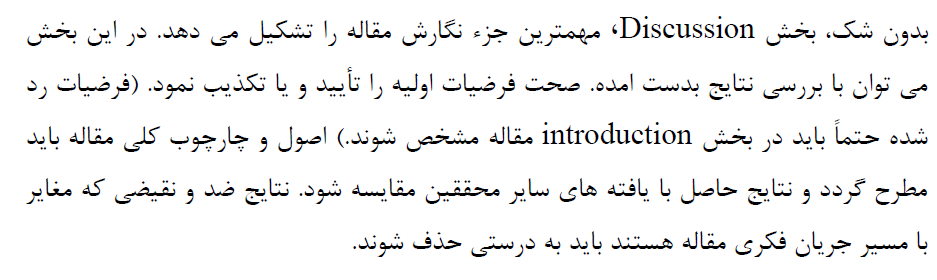 بدون شک، بخش Discussion، مهمترین جزء نگارش مقاله را تشکیل می دهد. در این بخش
می توان با بررسی نتایج بدست امده. صحت فرضیات اولیه را تأیید و یا تکذیب نمود. (فرضیات رد
شده حتماً باید در بخش introduction مقاله مشخص شوند.) اصول و چارچوب کلی مقاله باید
مطرح گردد و نتایج حاصل با یافته های سایر محققین مقایسه شود. نتایج ضد و نقیضی که مغایر
با مسیر جریان فکری مقاله هستند باید به درستی حذف شوند.